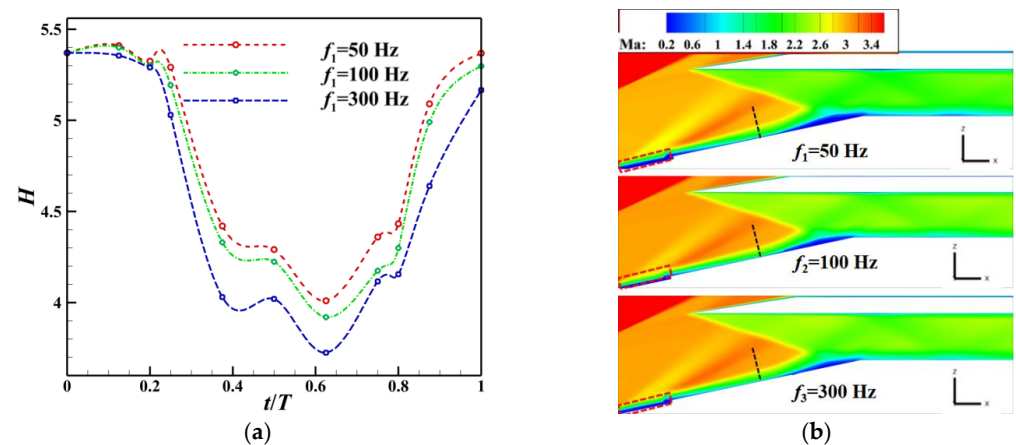 5.5
5
4.5
4
H
0 0.2 0.4 0.6 0.8 1
t/T
f₁=50 Hz
f₁=100 Hz
f₁=300 Hz
(a)
Ma: 0.2 0.6 1 1.4 1.8 2.2 2.6 3 3.4
f₁=50 Hz
z
x
f₂=100 Hz
z
x
f₃=300 Hz
z
x
(b)